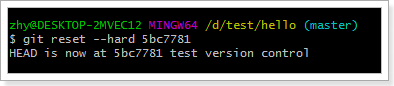 zhy@DESKTOP-2MVEC12 MINGW64 /d/test/hello (master)
$ git reset --hard 5bc7781
HEAD is now at 5bc7781 test version control